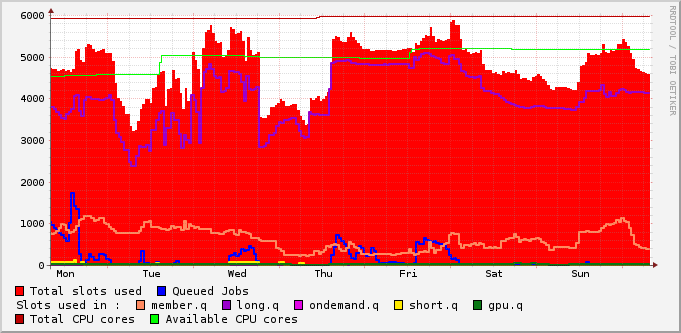 6000
5000
4000
3000
2000
1000
0
Mon Tue Wed Thu Fri Sat Sun
RRDTOOL / TOBI OETIKER
Total slots used Queued Jobs
Slots used in : member.q long.q ondemand.q short.q gpu.q
Total CPU cores Available CPU cores